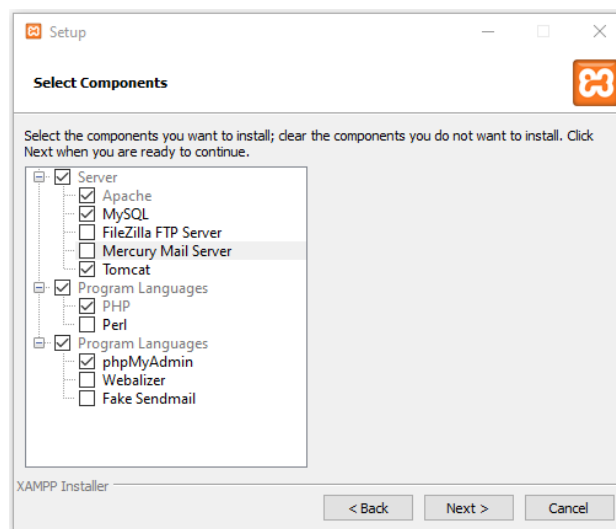 Setup
Select Components
Select the components you want to install; clear the components you do not want to install. Click
Next when you are ready to continue.
Server
Apache
MySQL
FileZilla FTP Server
Mercury Mail Server
Tomcat
Program Languages
PHP
Perl
Program Languages
phpMyAdmin
Webalizer
Fake Sendmail
XAMPP Installer
< Back
Next >
Cancel